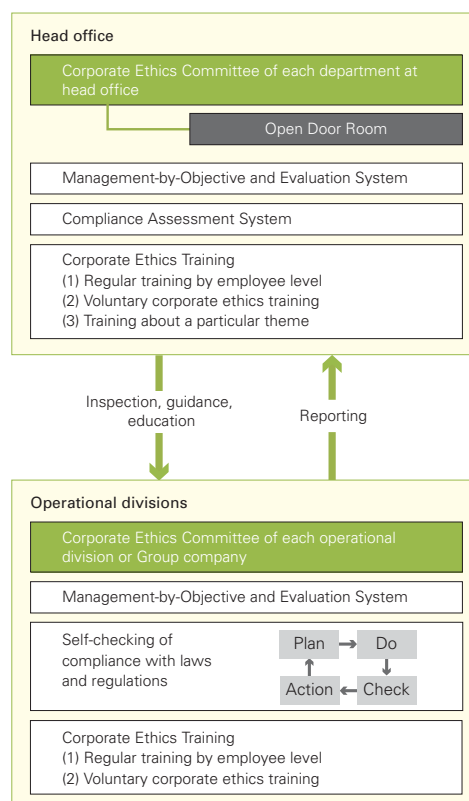 Head office
Corporate Ethics Committee of each department at
head office
Open Door Room
Management-by-Objective and Evaluation System
Compliance Assessment System
Corporate Ethics Training
(1) Regular training by employee level
(2) Voluntary corporate ethics training
(3) Training about a particular theme
Inspection, guidance,
education
Reporting
Operational divisions
Corporate Ethics Committee of each operational
division or Group company
Management-by-Objective and Evaluation System
Self-checking of
compliance with laws
and regulations
Plan
Do
Action
Check
Corporate Ethics Training
(1) Regular training by employee level
(2) Voluntary corporate ethics training